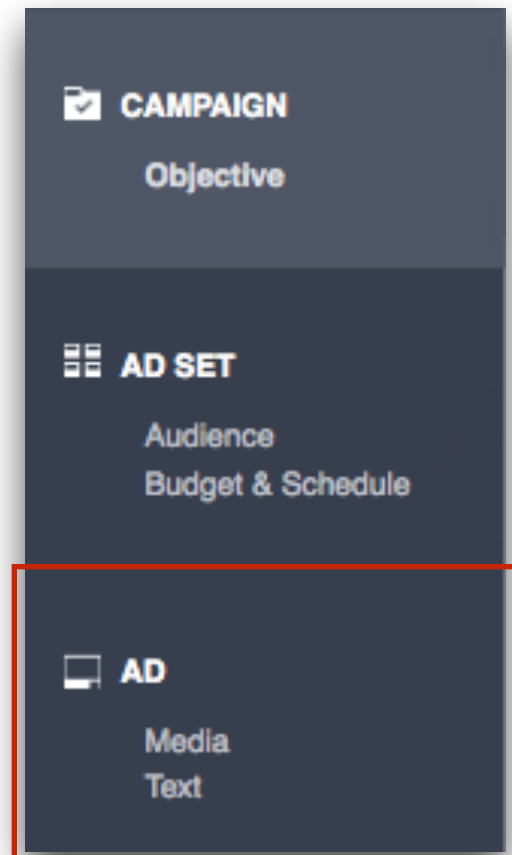 CAMPAIGN
Objective
AD SET
Audience
Budget & Schedule
AD
Media
Text